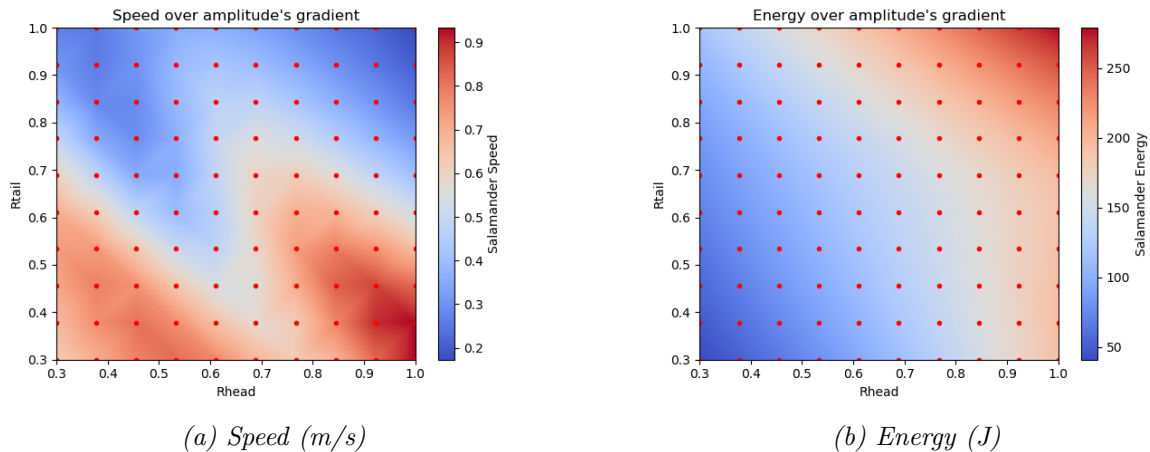 Speed over amplitude's gradient
1.0
0.9
0.8
0.7
0.6
0.5
0.4
0.3
Rtail
0.3 0.4 0.5 0.6 0.7 0.8 0.9 1.0
Rhead
0.9
0.8
0.7
0.6
0.5
0.4
0.3
0.2
Salamander Speed
(a) Speed (m/s)
Energy over amplitude's gradient
1.0
0.9
0.8
0.7
0.6
0.5
0.4
0.3
Rtail
0.3 0.4 0.5 0.6 0.7 0.8 0.9 1.0
Rhead
250
200
150
100
50
Salamander Energy
(b) Energy (J)